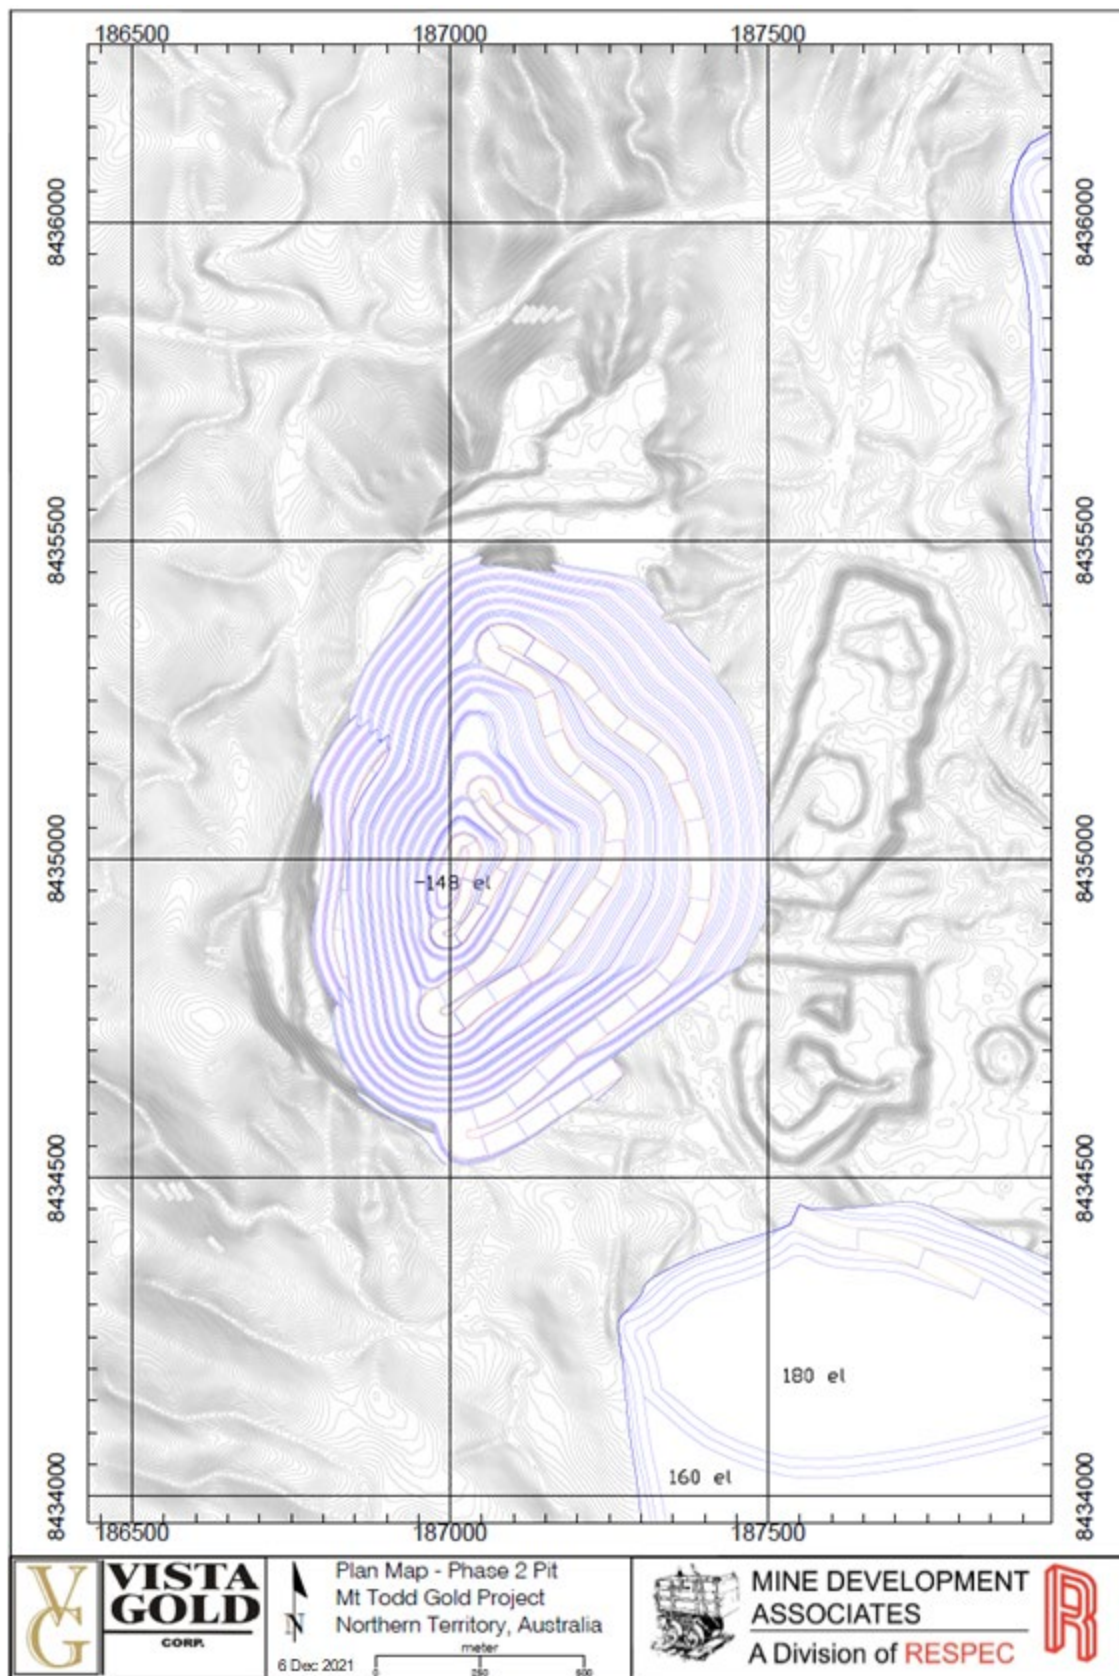 186500 187000 187500
8436000 8436000
8435500 8435500
8435000 8435000
-148 el
8434500 8434500
180 el
160 el
8434000 8434000
186500 187000 187500
VG
VISTA
GOLD
CORP.
N
Plan Map - Phase 2 Pit
Mt Todd Gold Project
Northern Territory, Australia
meter
6 Dec 2021
0 250 500
MINE DEVELOPMENT
ASSOCIATES
A Division of RESPEC
R